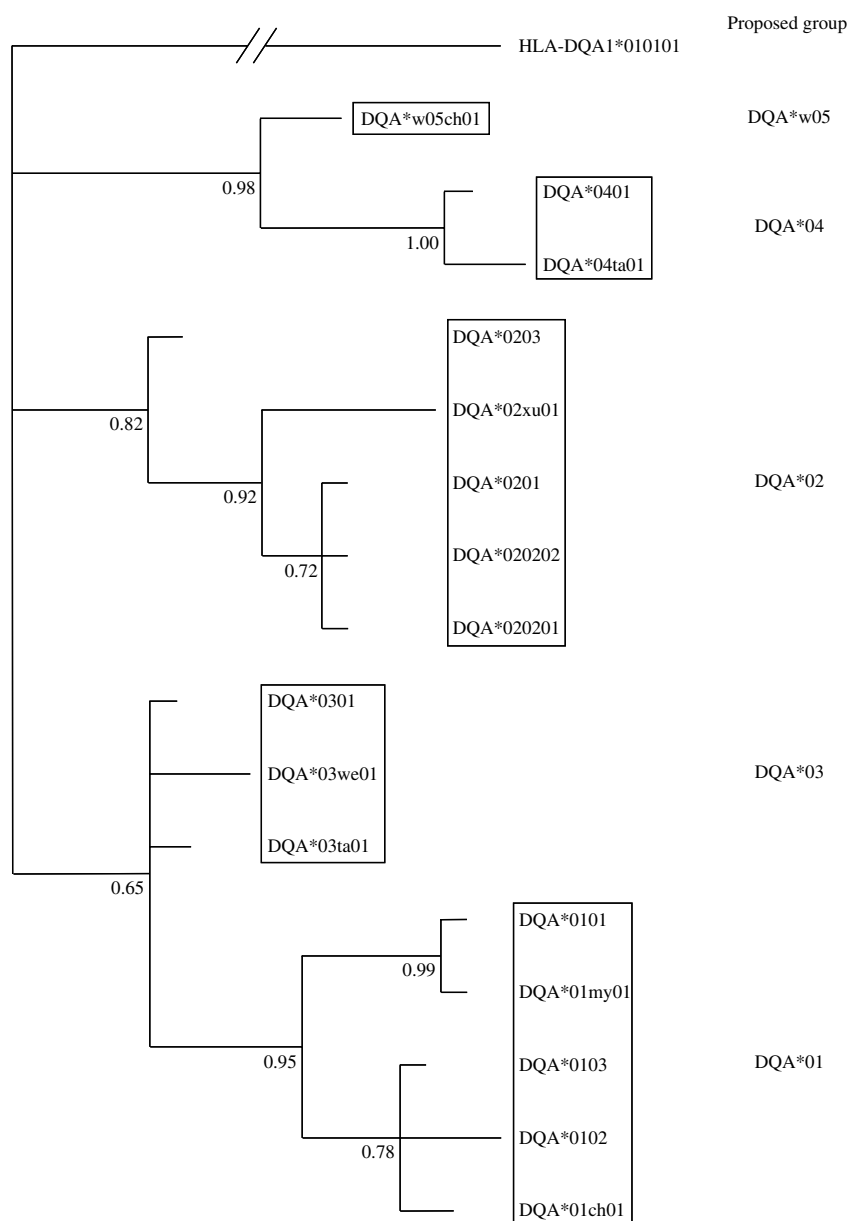 Proposed group
HLA-DQA1*010101
DQA*w05ch01
DQA*w05
0.98
DQA*0401
DQA*04
1.00
DQA*04ta01
DQA*0203
DQA*02xu01
0.82
DQA*0201
DQA*02
0.92
DQA*020202
0.72
DQA*020201
DQA*0301
DQA*03we01
DQA*03
DQA*03ta01
0.65
DQA*0101
0.99
DQA*01my01
DQA*0103
DQA*01
0.95
DQA*0102
0.78
DQA*01ch01